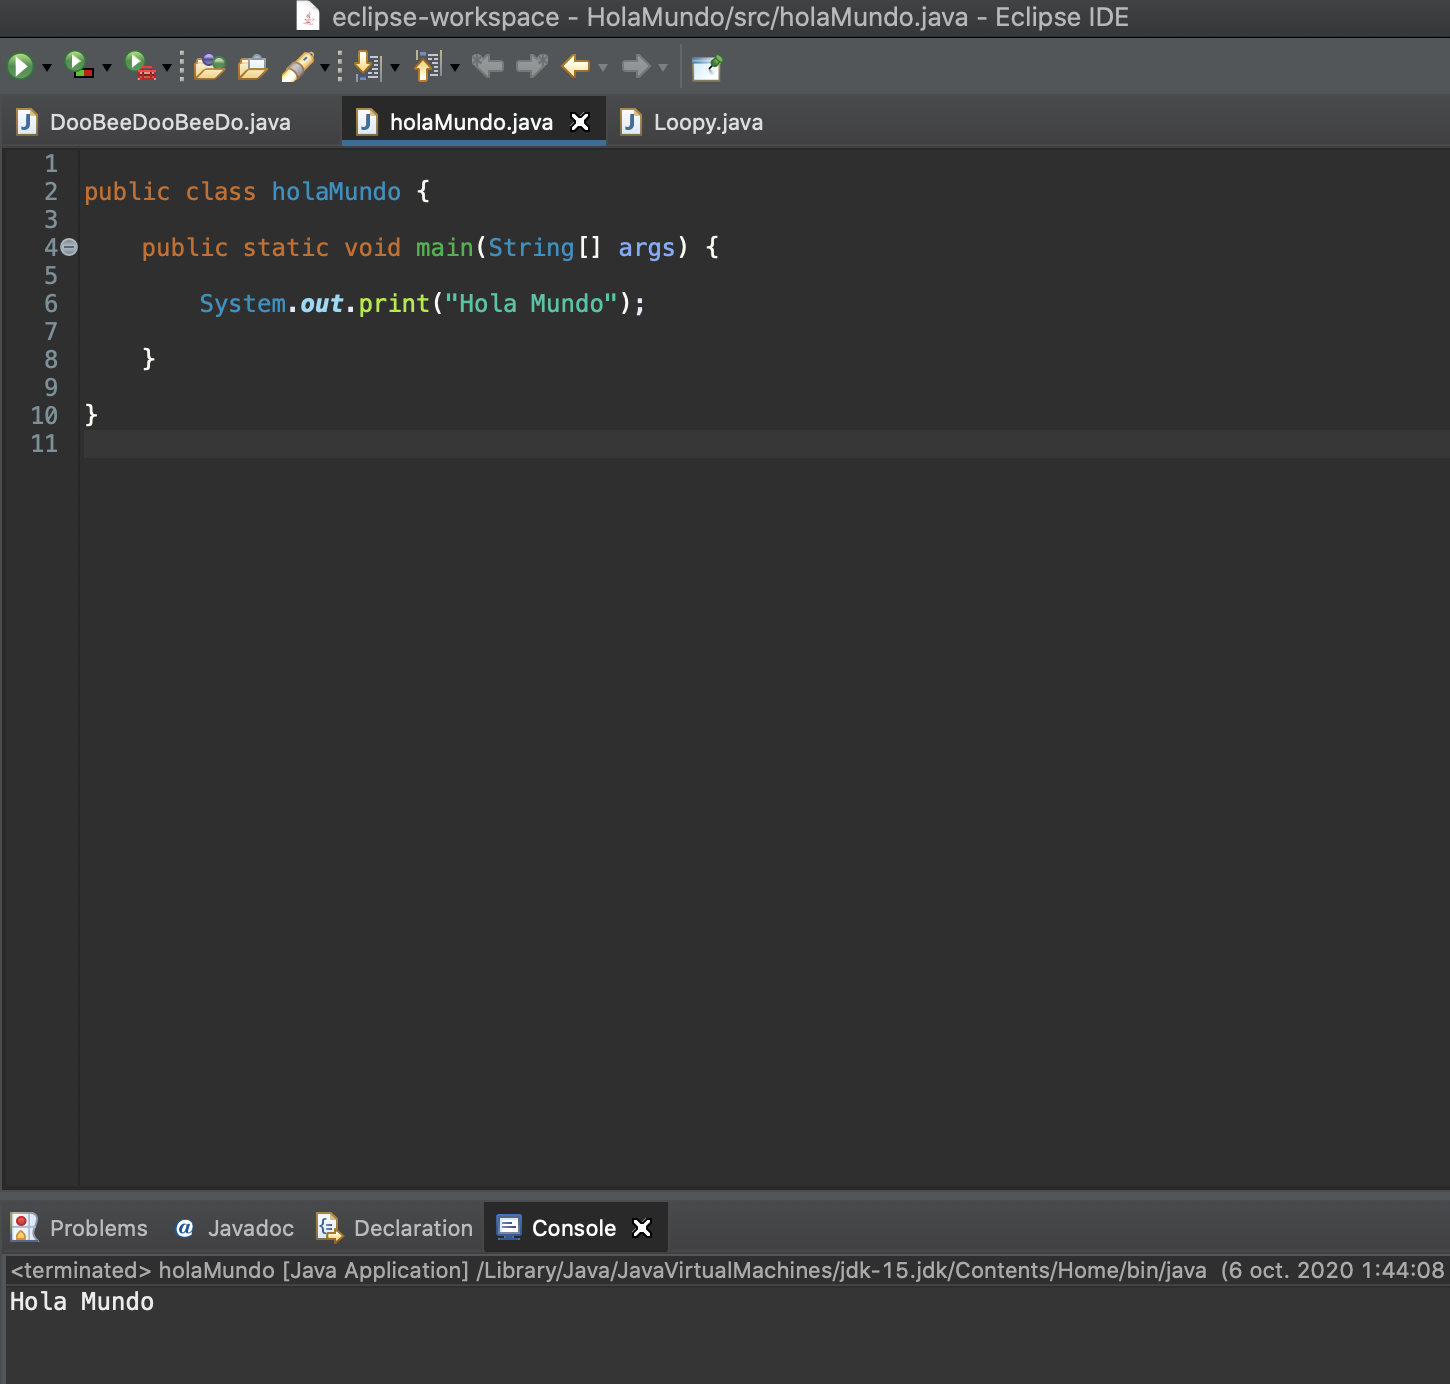 eclipse-workspace - HolaMundo/src/holaMundo.java - Eclipse IDE
DooBeeDooBeeDo.java holaMundo.java Loopy.java
1
2 public class holaMundo {
3
4 public static void main(String[] args) {
5
6 System.out.print("Hola Mundo");
7
8 }
9
10 }
11
Problems @ Javadoc Declaration Console
<terminated> holaMundo [Java Application] /Library/Java/JavaVirtualMachines/jdk-15.jdk/Contents/Home/bin/java (6 oct. 2020 1:44:08
Hola Mundo